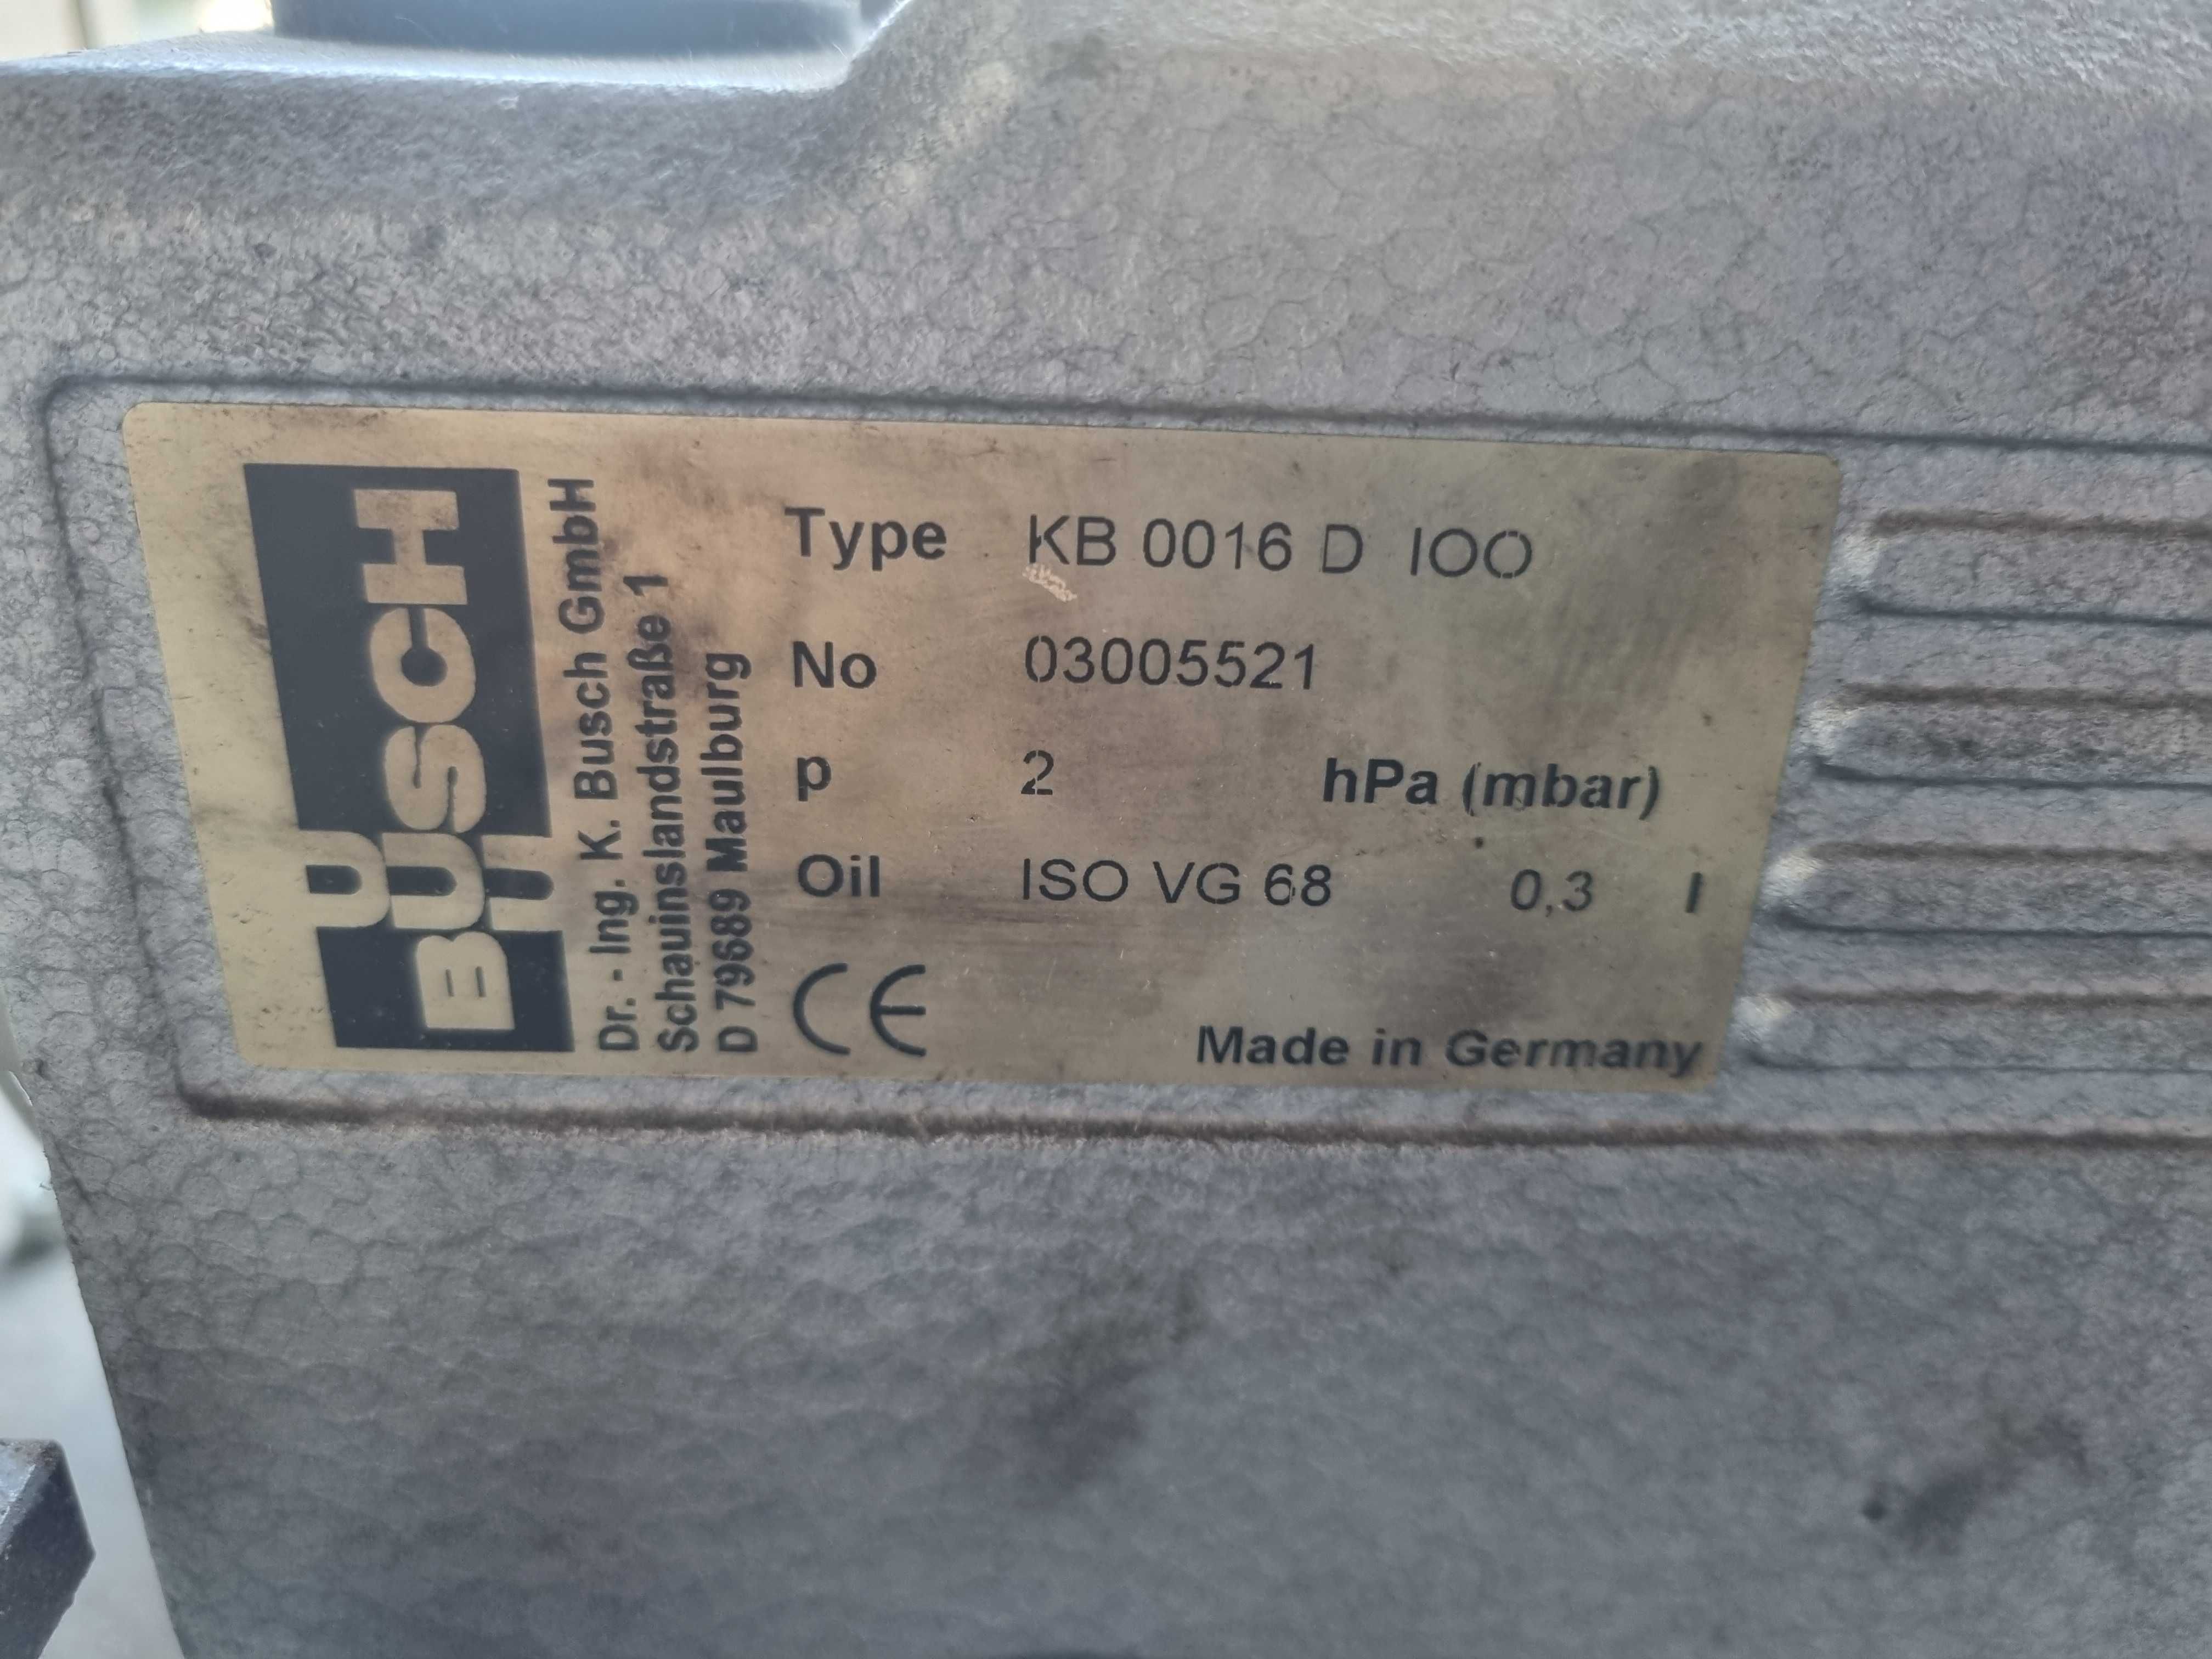 BUSCH
Dr. - Ing. K. Busch GmbH
Schauinslandstraße 1
D 79689 Maulburg
Type KB 0016 D IOO
No 03005521
p 2 hPa (mbar)
Oil ISO VG 68 0,3 l
CE
Made in Germany